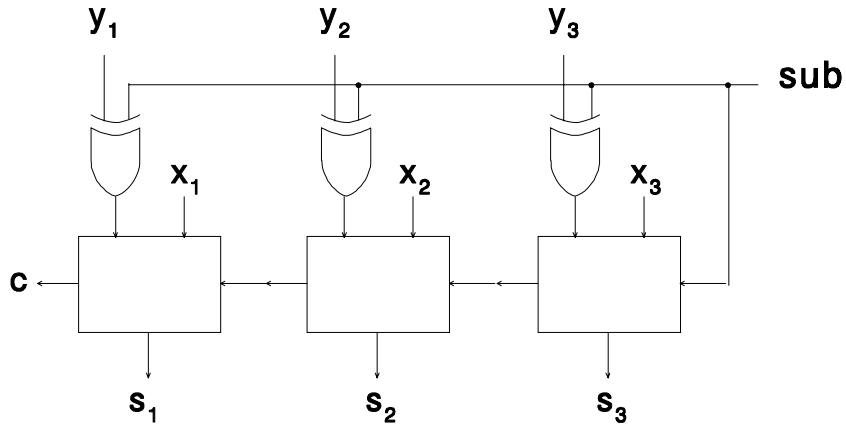 y₁ y₂ y₃
sub
x₁ x₂ x₃
c
s₁ s₂ s₃